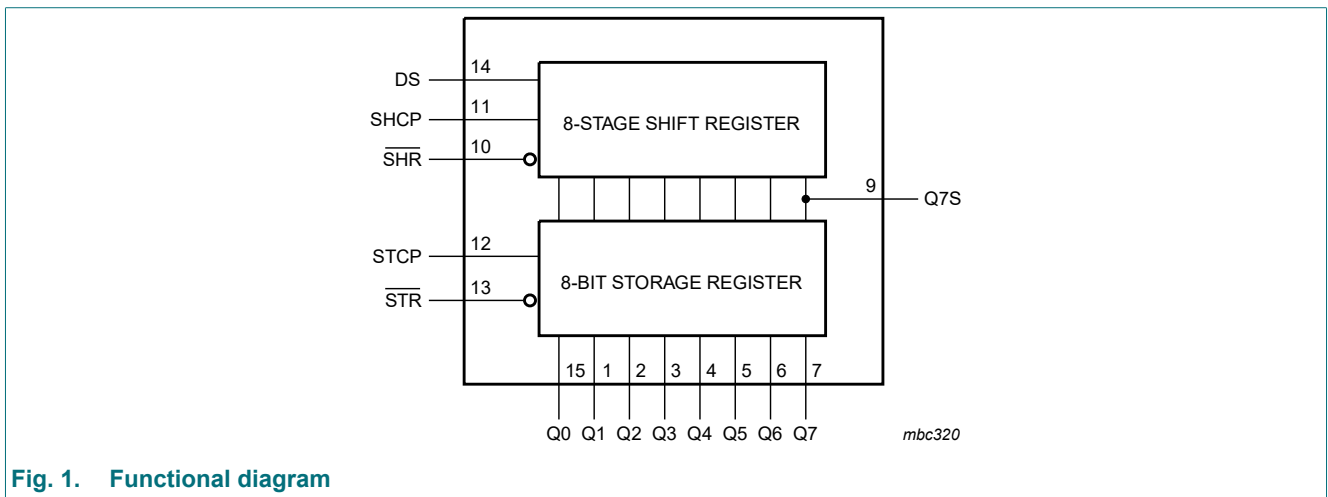 DS
14
SHCP
11
8-STAGE SHIFT REGISTER
SHR
10
9
Q7S
STCP
12
8-BIT STORAGE REGISTER
STR
13
15 1 2 3 4 5 6 7
Q0 Q1 Q2 Q3 Q4 Q5 Q6 Q7
mbc320
Fig. 1. Functional diagram